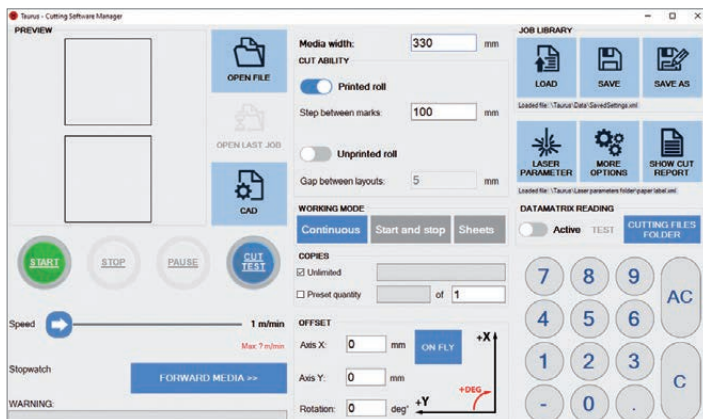 Taurus - Cutting Software Manager
PREVIEW
OPEN FILE
OPEN LAST JOB
CAD
START
STOP
PAUSE
CUT TEST
Speed
1 m/min
Max: ? m/min
Stopwatch
FORWARD MEDIA >>
WARNING:
Media width: 330 mm
CUT ABILITY
Printed roll
Step between marks: 100 mm
Unprinted roll
Gap between layouts: 5 mm
WORKING MODE
Continuous Start and stop Sheets
COPIES
Unlimited
Preset quantity of 1
OFFSET
Axis X: 0 mm ON FLY
Axis Y: 0 mm
Rotation: 0 deg°
+X
+DEG
+Y
JOB LIBRARY
LOAD SAVE SAVE AS
Loaded file: \Taurus\Data\SavedSettings.xml
LASER PARAMETER
MORE OPTIONS
SHOW CUT REPORT
Loaded file: \Taurus\Laser parameters folder\paper label.xml
DATAMATRIX READING
Active TEST
CUTTING FILES FOLDER
7 8 9 AC
4 5 6
1 2 3 C
- 0 .